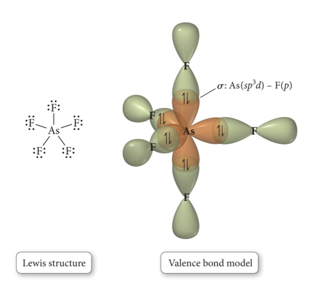 F
σ: As(sp³d) – F(p)
:F:
:F: F: F
As
As
F
F
:F: :F:
F
F
Lewis structure
Valence bond model